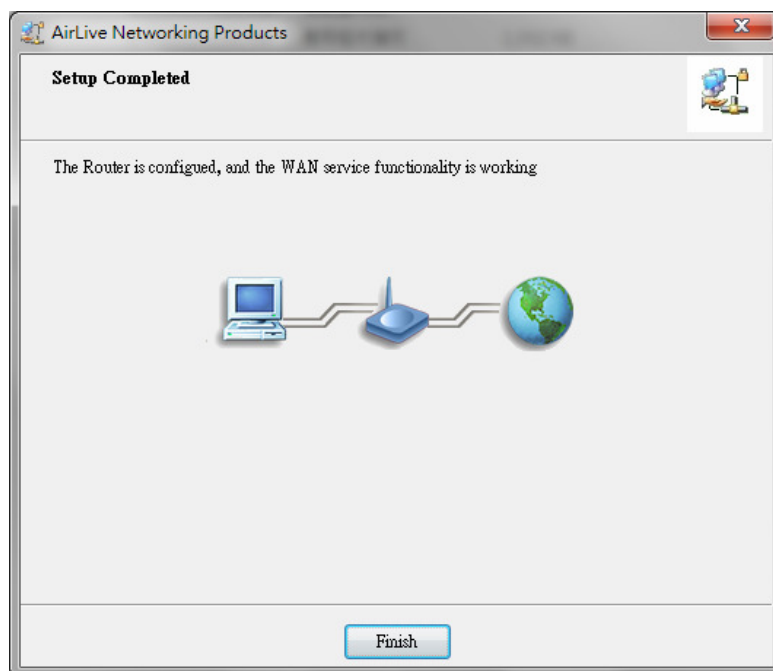 AirLive Networking Products
Setup Completed
The Router is configued, and the WAN service functionality is working
Finish